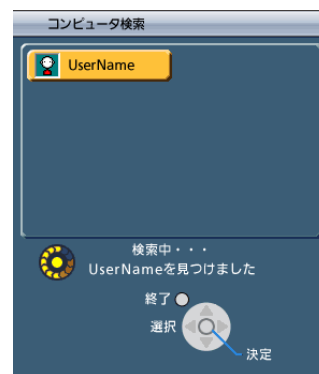 コンピュータ検索
UserName
検索中・・・
UserNameを見つけました
終了
選択
決定